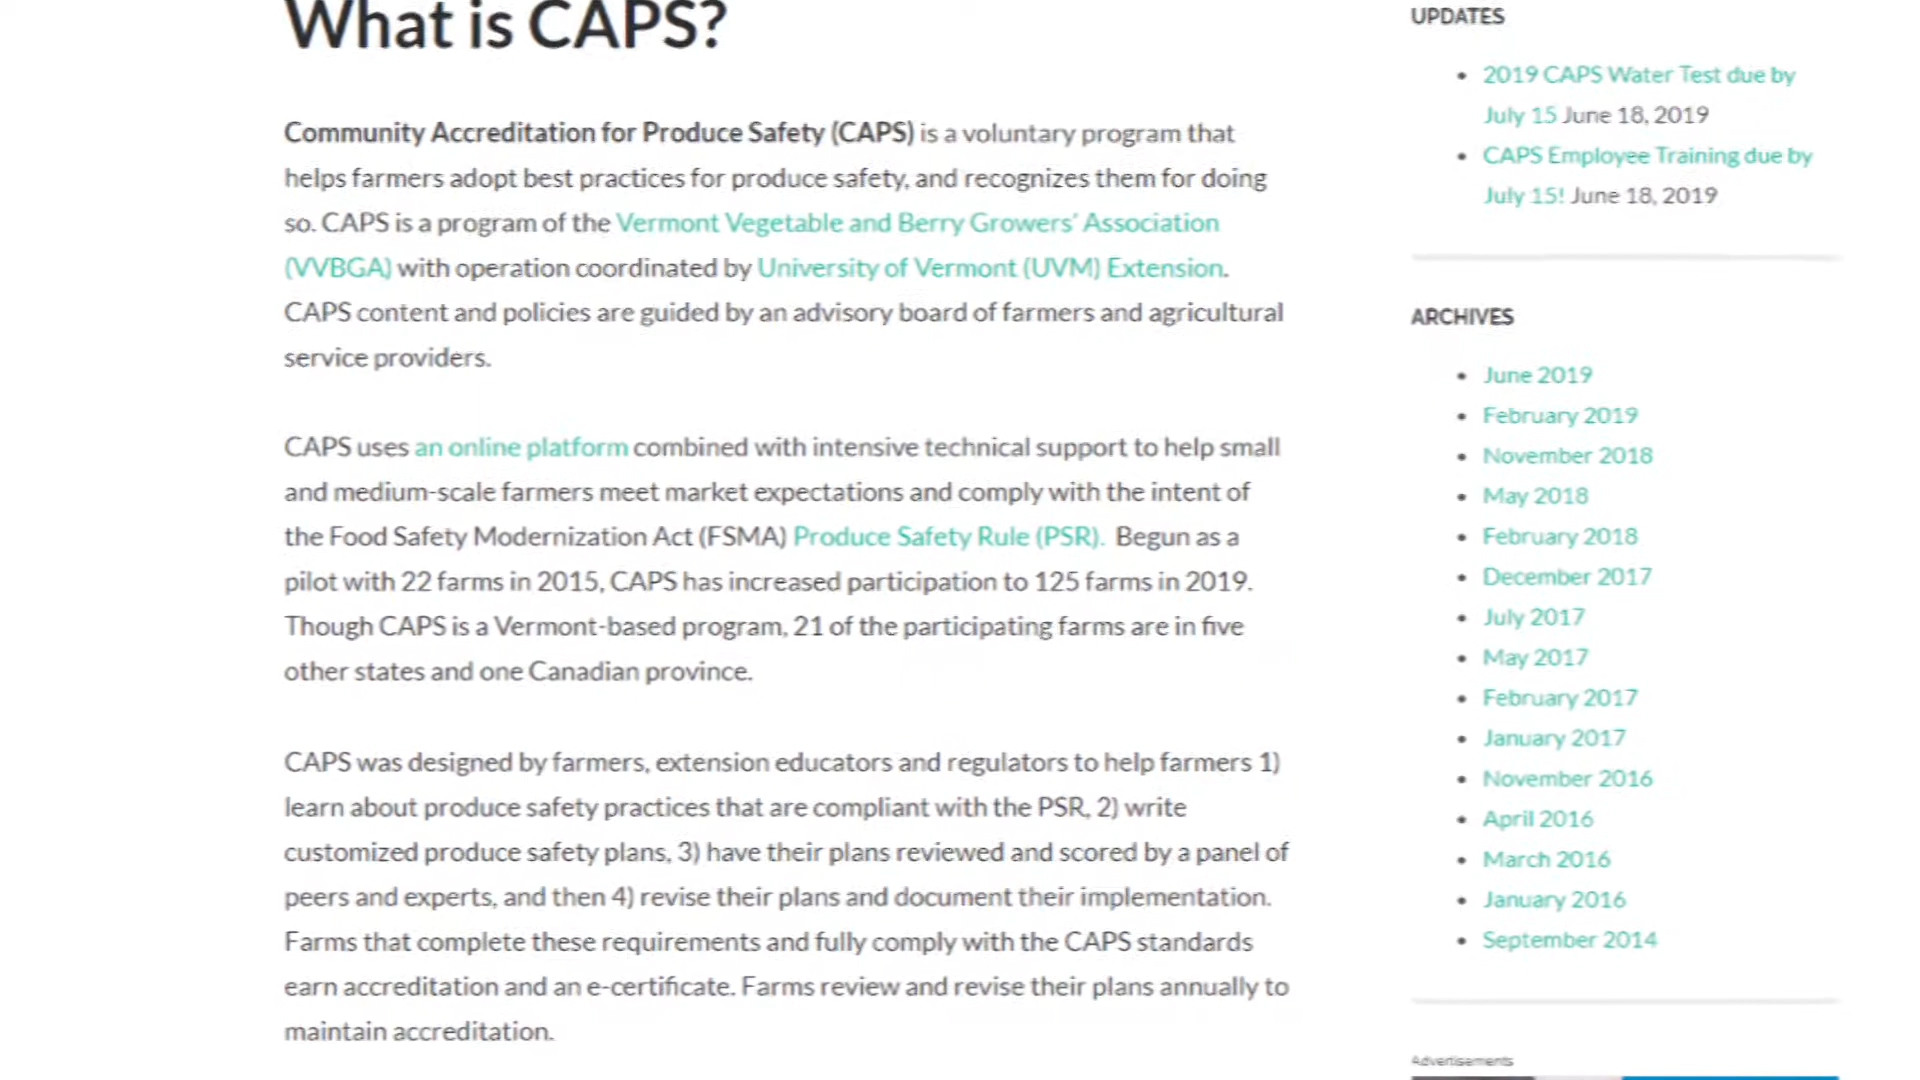 What is CAPS?
Community Accreditation for Produce Safety (CAPS) is a voluntary program that
helps farmers adopt best practices for produce safety, and recognizes them for doing
so. CAPS is a program of the Vermont Vegetable and Berry Growers' Association
(VVBGA) with operation coordinated by University of Vermont (UVM) Extension.
CAPS content and policies are guided by an advisory board of farmers and agricultural
service providers.
CAPS uses an online platform combined with intensive technical support to help small
and medium-scale farmers meet market expectations and comply with the intent of
the Food Safety Modernization Act (FSMA) Produce Safety Rule (PSR). Begun as a
pilot with 22 farms in 2015, CAPS has increased participation to 125 farms in 2019.
Though CAPS is a Vermont-based program, 21 of the participating farms are in five
other states and one Canadian province.
CAPS was designed by farmers, extension educators and regulators to help farmers 1)
learn about produce safety practices that are compliant with the PSR, 2) write
customized produce safety plans, 3) have their plans reviewed and scored by a panel of
peers and experts, and then 4) revise their plans and document their implementation.
Farms that complete these requirements and fully comply with the CAPS standards
earn accreditation and an e-certificate. Farms review and revise their plans annually to
maintain accreditation.
UPDATES
2019 CAPS Water Test due by
July 15 June 18, 2019
CAPS Employee Training due by
July 15! June 18, 2019
ARCHIVES
June 2019
February 2019
November 2018
May 2018
February 2018
December 2017
July 2017
May 2017
February 2017
January 2017
November 2016
April 2016
March 2016
January 2016
September 2014
Advertisements